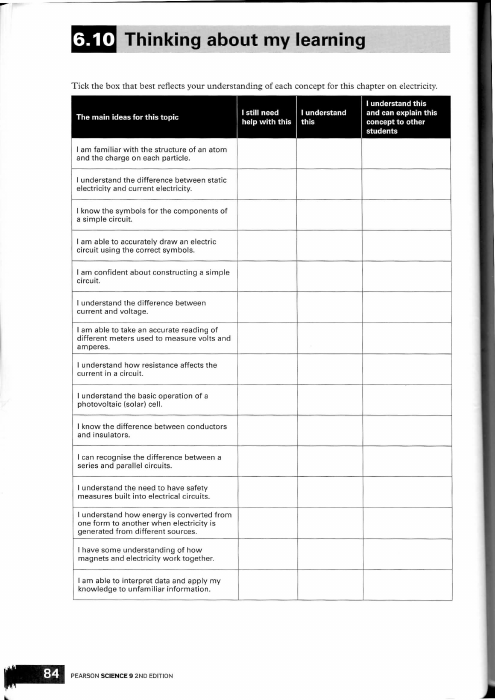 6.10 Thinking about my learning
Tick the box that best reflects your understanding of each concept for this chapter on electricity.
The main ideas for this topic
I still need
help with this
I understand
this
I understand this
and can explain this
concept to other
students
I am familiar with the structure of an atom
and the charge on each particle.
I understand the difference between static
electricity and current electricity.
I know the symbols for the components of
a simple circuit.
I am able to accurately draw an electric
circuit using the correct symbols.
I am confident about constructing a simple
circuit.
I understand the difference between
current and voltage.
I am able to take an accurate reading of
different meters used to measure volts and
amperes.
I understand how resistance affects the
current in a circuit.
I understand the basic operation of a
photovoltaic (solar) cell.
I know the difference between conductors
and insulators.
I can recognise the difference between a
series and parallel circuits.
I understand the need to have safety
measures built into electrical circuits.
I understand how energy is converted from
one form to another when electricity is
generated from different sources.
I have some understanding of how
magnets and electricity work together.
I am able to interpret data and apply my
knowledge to unfamiliar information.
84 PEARSON SCIENCE 9 2ND EDITION